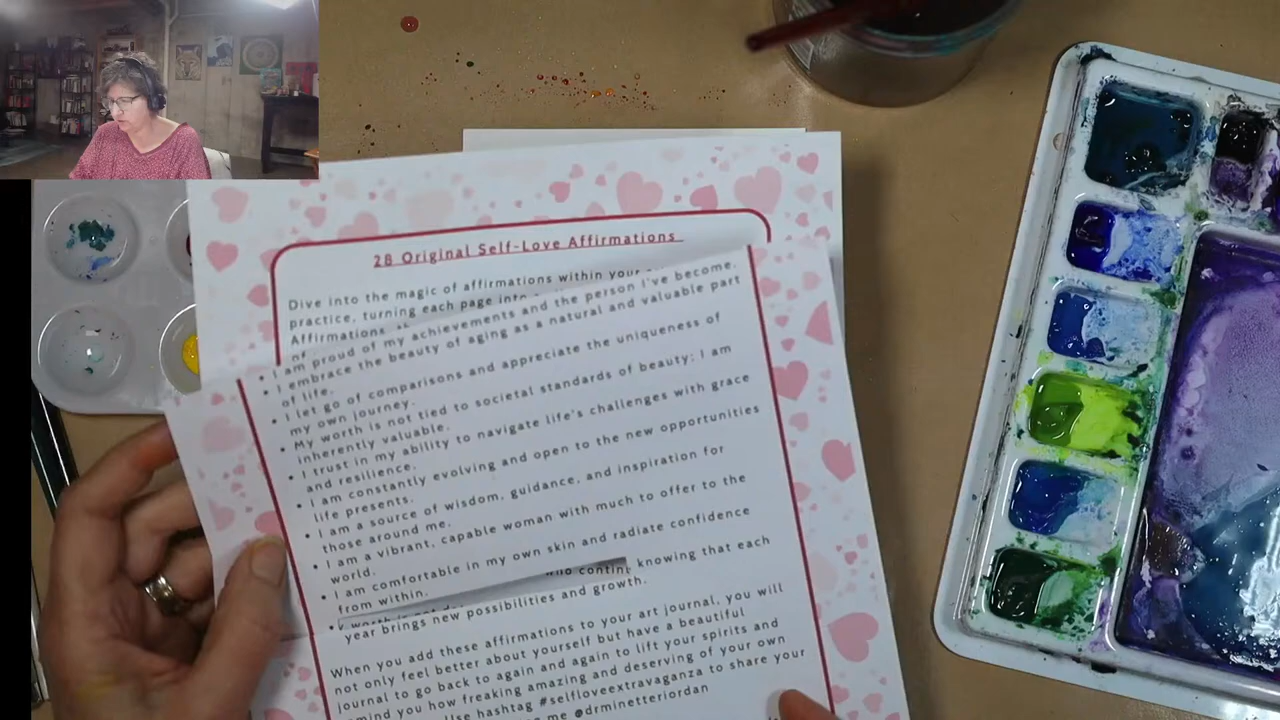 28 Original Self-Love Affirmations
Dive into the magic of affirmations within your
practice, turning each page into
Affirmations
I am proud of my achievements and the person I've become.
I embrace the beauty of aging as a natural and valuable part
of life.
I let go of comparisons and appreciate the uniqueness of
my own journey.
My worth is not tied to societal standards of beauty; I am
inherently valuable.
I trust in my ability to navigate life's challenges with grace
and resilience.
I am constantly evolving and open to the new opportunities
life presents.
I am a source of wisdom, guidance, and inspiration for
those around me.
I am a vibrant, capable woman with much to offer to the
world.
I am comfortable in my own skin and radiate confidence
from within.
knowing that each
year brings new possibilities and growth.
When you add these affirmations to your art journal, you will
not only feel better about yourself but have a beautiful
journal to go back to again and again to lift your spirits and
remind you how freaking amazing and deserving of your own
Use hashtag #selfloveextravaganza to share your
me @drminetteriordan